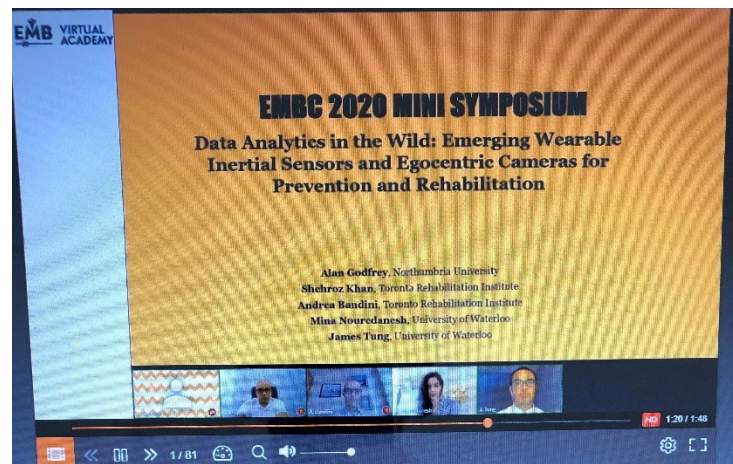 EMB VIRTUAL
ACADEMY
EMBC 2020 MINI SYMPOSIUM
Data Analytics in the Wild: Emerging Wearable
Inertial Sensors and Egocentric Cameras for
Prevention and Rehabilitation
Alan Godfrey, Northumbria University
Shehroz Khan, Toronto Rehabilitation Institute
Andrea Bandini, Toronto Rehabilitation Institute
Mina Nouredanesh, University of Waterloo
James Tung, University of Waterloo
HD 1:20 / 1:48
1 / 81